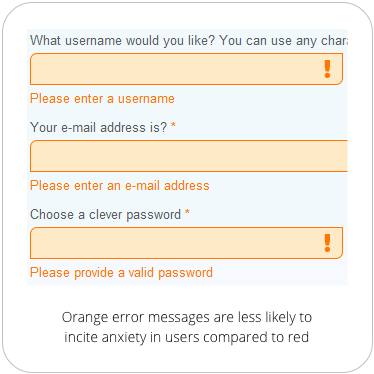 What username would you like? You can use any
Please enter a username
Your e-mail address is? *
Please enter an e-mail address
Choose a clever password *
Please provide a valid password
Orange error messages are less likely to
incite anxiety in users compared to red